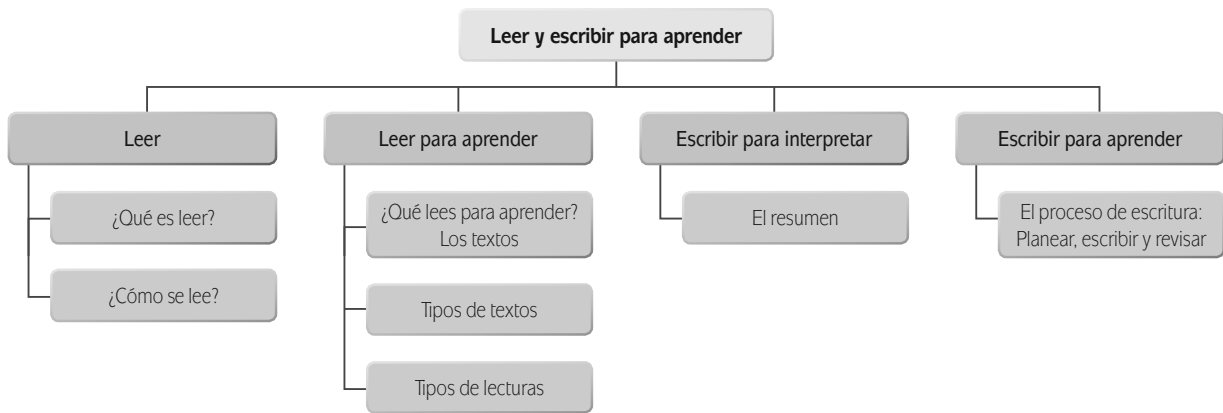 Leer y escribir para aprender
Leer
¿Qué es leer?
¿Cómo se lee?
Leer para aprender
¿Qué lees para aprender?
Los textos
Tipos de textos
Tipos de lecturas
Escribir para interpretar
El resumen
Escribir para aprender
El proceso de escritura:
Planear, escribir y revisar